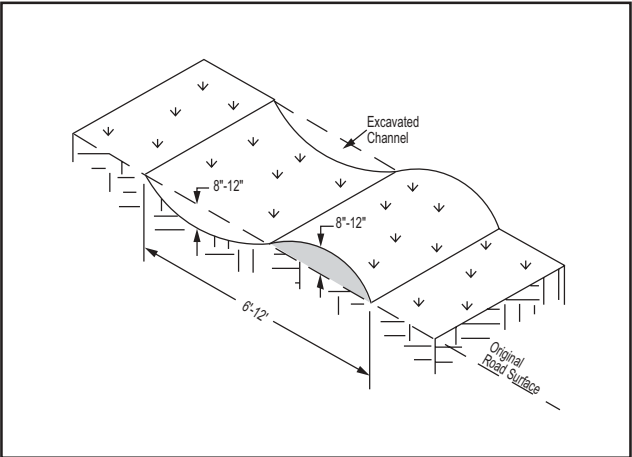 Excavated
Channel
8"-12"
8"-12"
6'-12'
Original
Road Surface